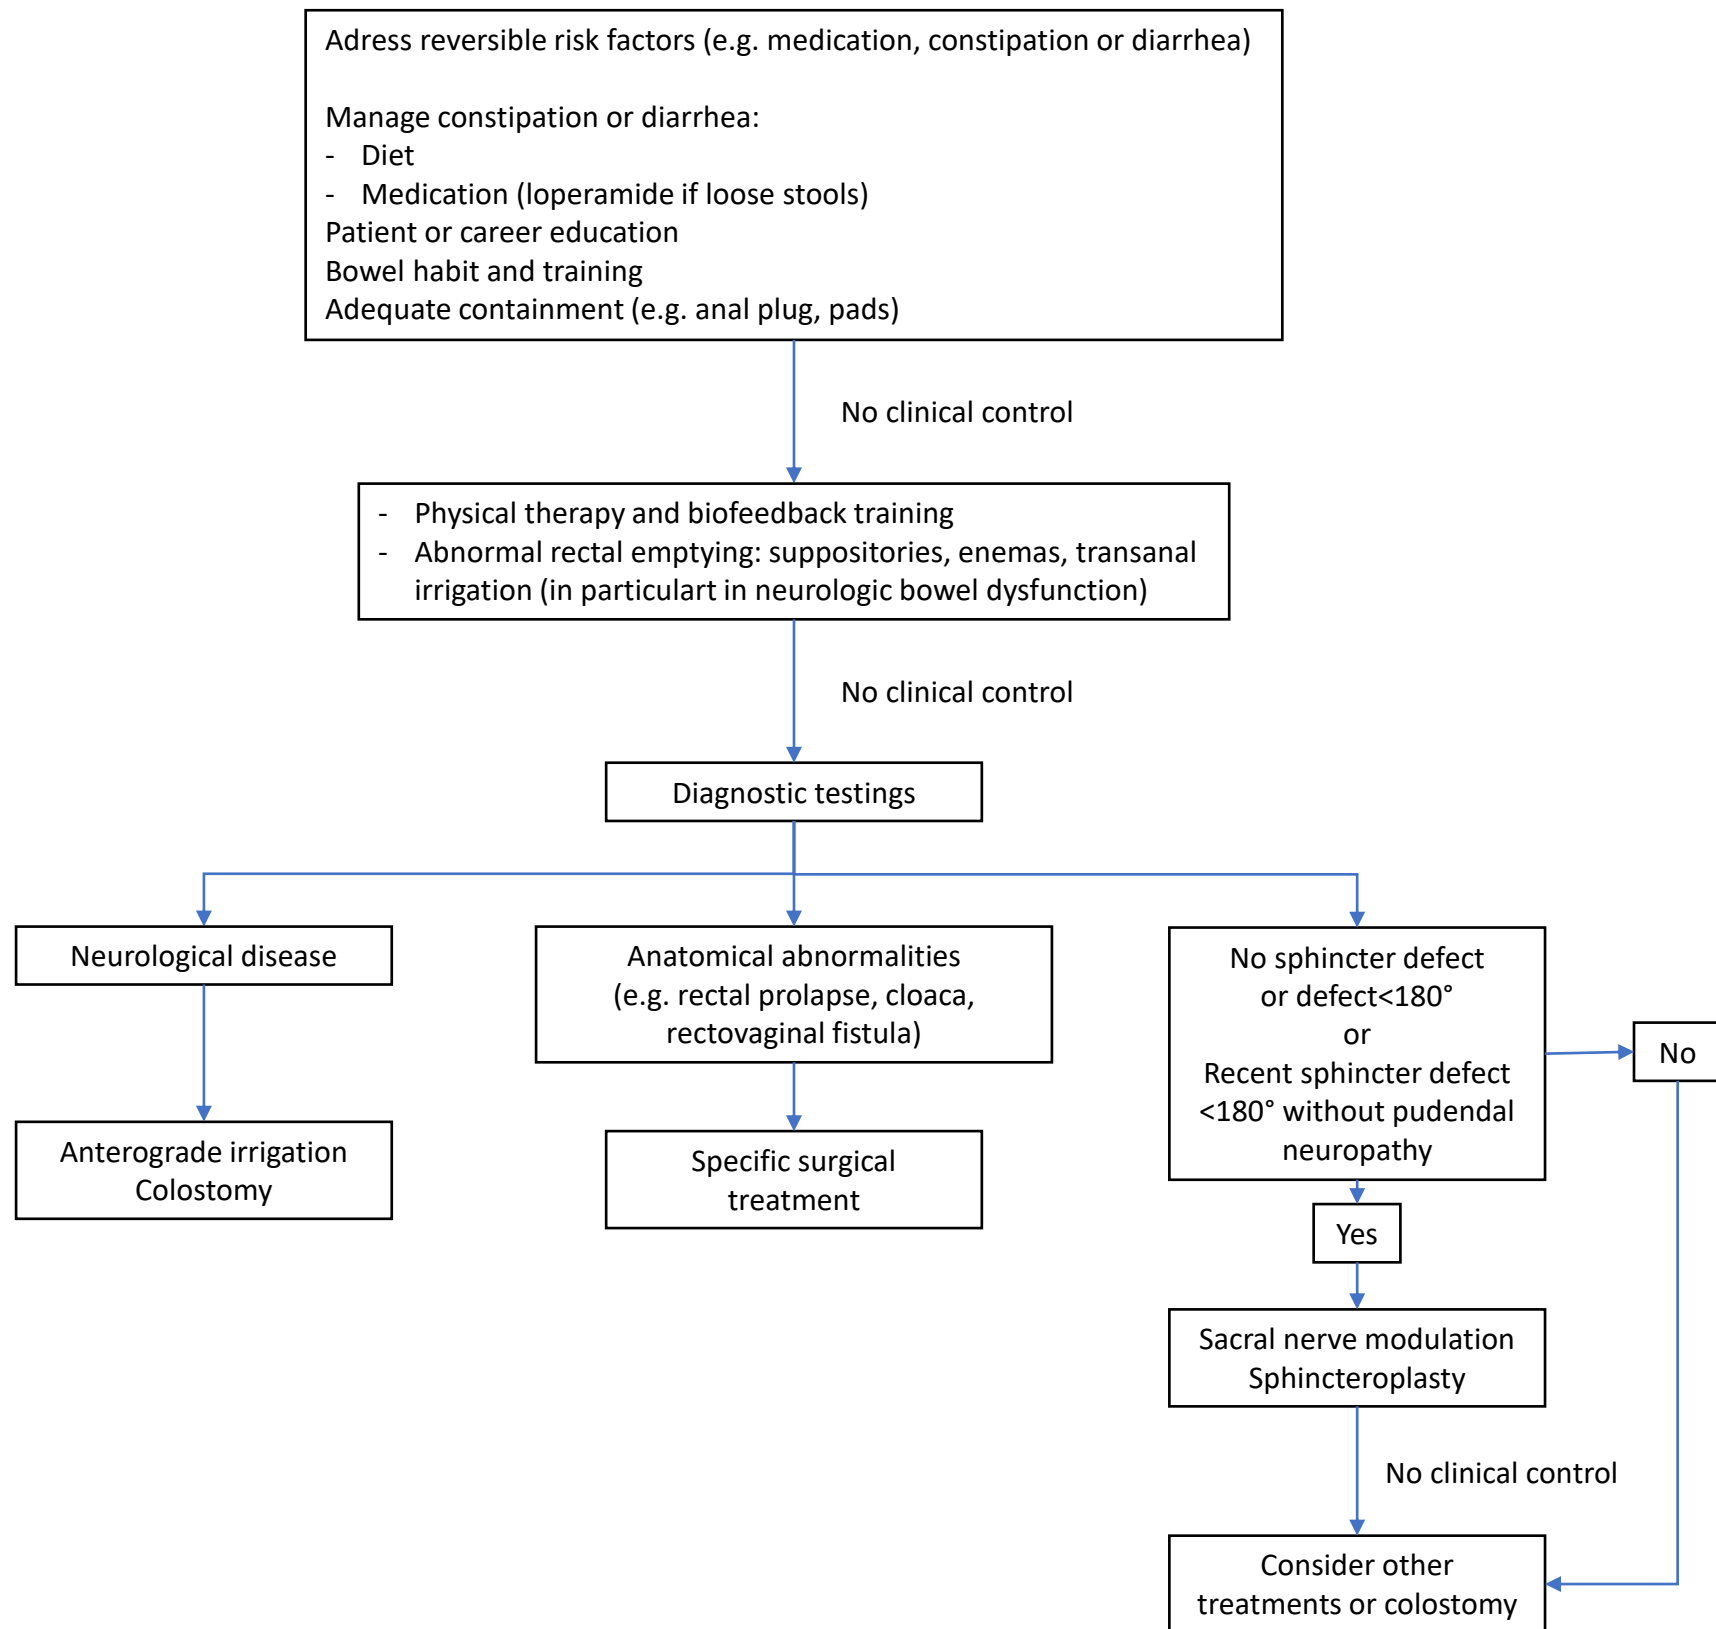 Adress reversible risk factors (e.g. medication, constipation or diarrhea)
Manage constipation or diarrhea:
- Diet
- Medication (loperamide if loose stools)
Patient or career education
Bowel habit and training
Adequate containment (e.g. anal plug, pads)
No clinical control
- Physical therapy and biofeedback training
- Abnormal rectal emptying: suppositories, enemas, transanal
irrigation (in particulart in neurologic bowel dysfunction)
No clinical control
Diagnostic testings
Neurological disease
Anterograde irrigation
Colostomy
Anatomical abnormalities
(e.g. rectal prolapse, cloaca,
rectovaginal fistula)
Specific surgical
treatment
No sphincter defect
or defect<180°
or
Recent sphincter defect
<180° without pudendal
neuropathy
No
Yes
Sacral nerve modulation
Sphincteroplasty
No clinical control
Consider other
treatments or colostomy